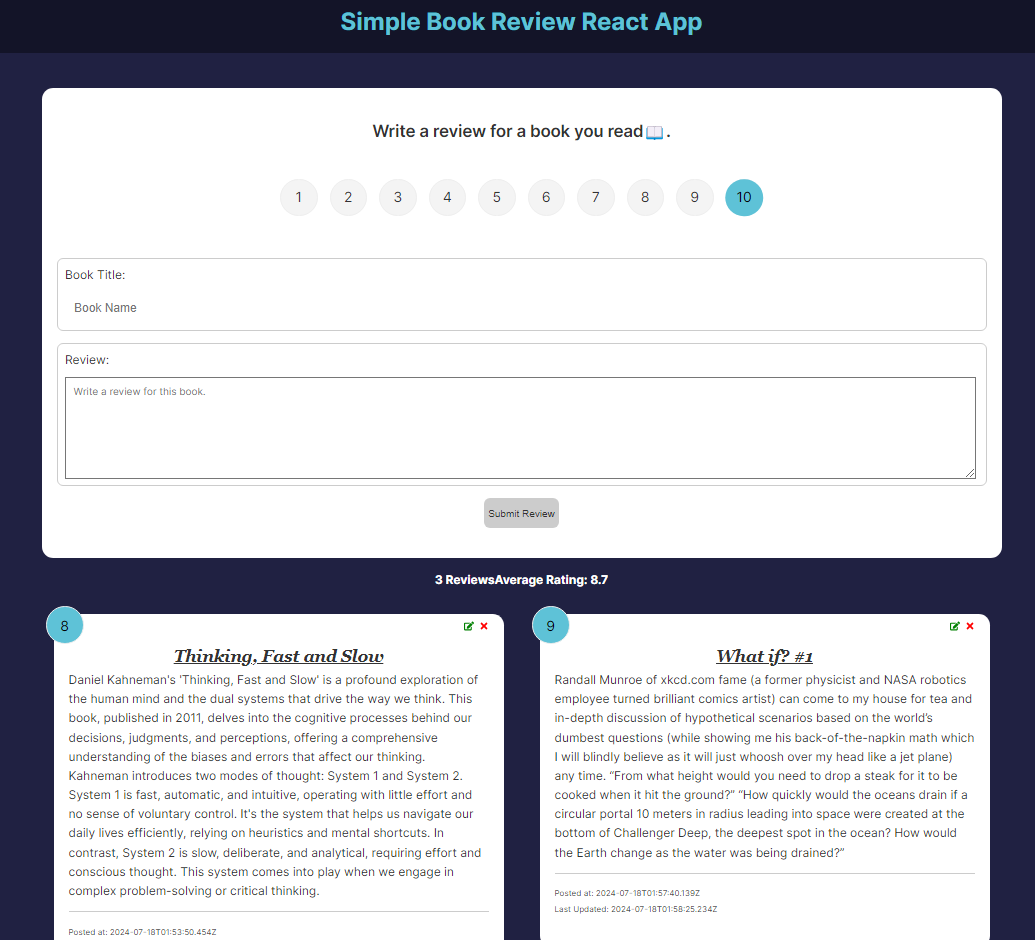 Simple Book Review React App
Write a review for a book you read📖.
1 2 3 4 5 6 7 8 9 10
Book Title:
Book Name
Review:
Write a review for this book.
Submit Review
3 ReviewsAverage Rating: 8.7
8
Thinking, Fast and Slow
Daniel Kahneman's 'Thinking, Fast and Slow' is a profound exploration of
the human mind and the dual systems that drive the way we think. This
book, published in 2011, delves into the cognitive processes behind our
decisions, judgments, and perceptions, offering a comprehensive
understanding of the biases and errors that affect our thinking.
Kahneman introduces two modes of thought: System 1 and System 2.
System 1 is fast, automatic, and intuitive, operating with little effort and
no sense of voluntary control. It's the system that helps us navigate our
daily lives efficiently, relying on heuristics and mental shortcuts. In
contrast, System 2 is slow, deliberate, and analytical, requiring effort and
conscious thought. This system comes into play when we engage in
complex problem-solving or critical thinking.
Posted at: 2024-07-18T01:53:50.454Z
9
What if? #1
Randall Munroe of xkcd.com fame (a former physicist and NASA robotics
employee turned brilliant comics artist) can come to my house for tea and
in-depth discussion of hypothetical scenarios based on the world’s
dumbest questions (while showing me his back-of-the-napkin math which
I will blindly believe as it will just whoosh over my head like a jet plane)
any time. “From what height would you need to drop a steak for it to be
cooked when it hit the ground?” “How quickly would the oceans drain if a
circular portal 10 meters in radius leading into space were created at the
bottom of Challenger Deep, the deepest spot in the ocean? How would
the Earth change as the water was being drained?”
Posted at: 2024-07-18T01:57:40.139Z
Last Updated: 2024-07-18T01:58:25.234Z